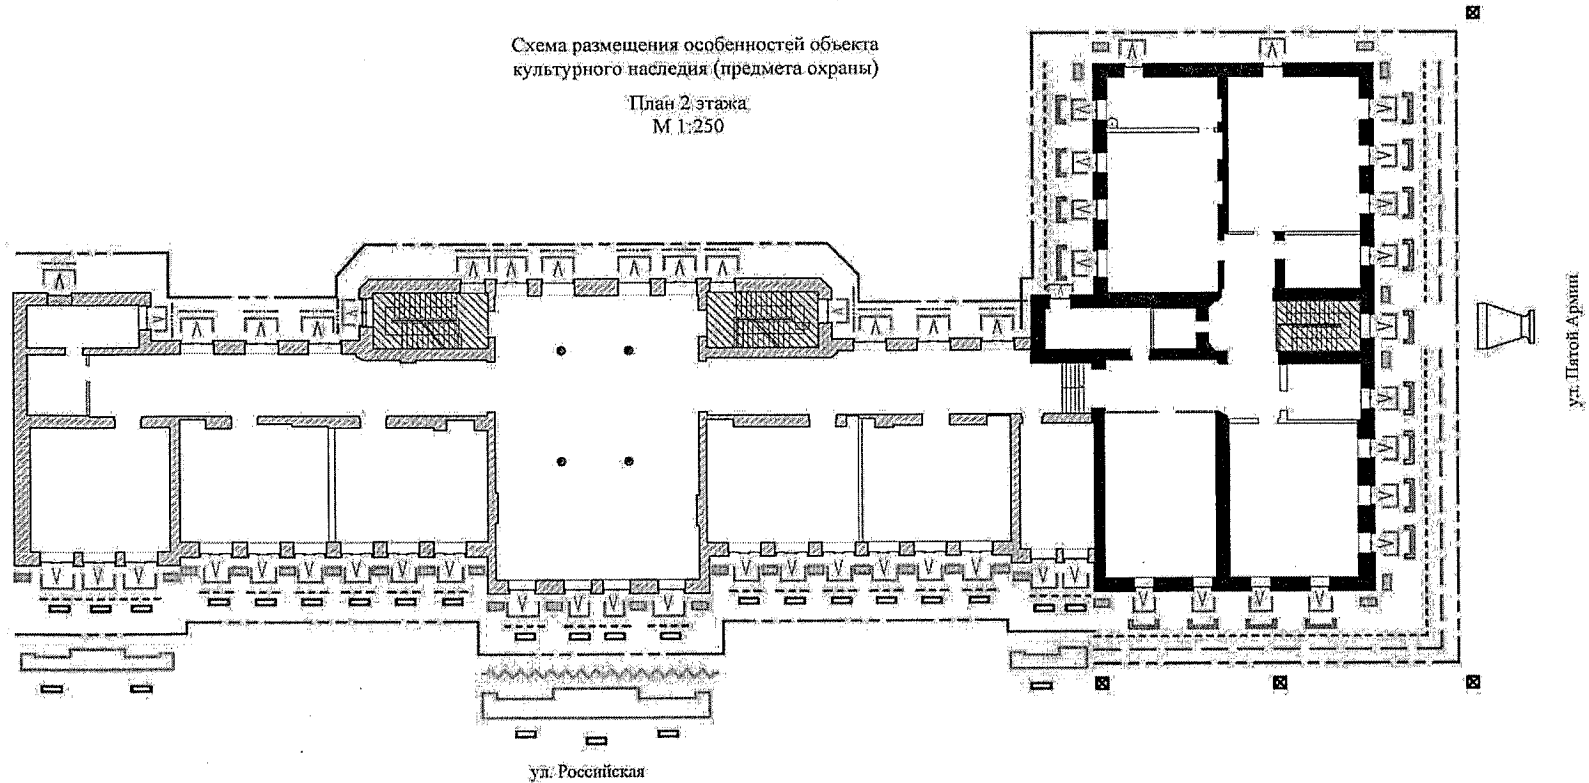 Схема размещения особенностей объекта
культурного наследия (предмета охраны)
План 2 этажа
М 1:250
ул. Пятой Армии
ул. Российская